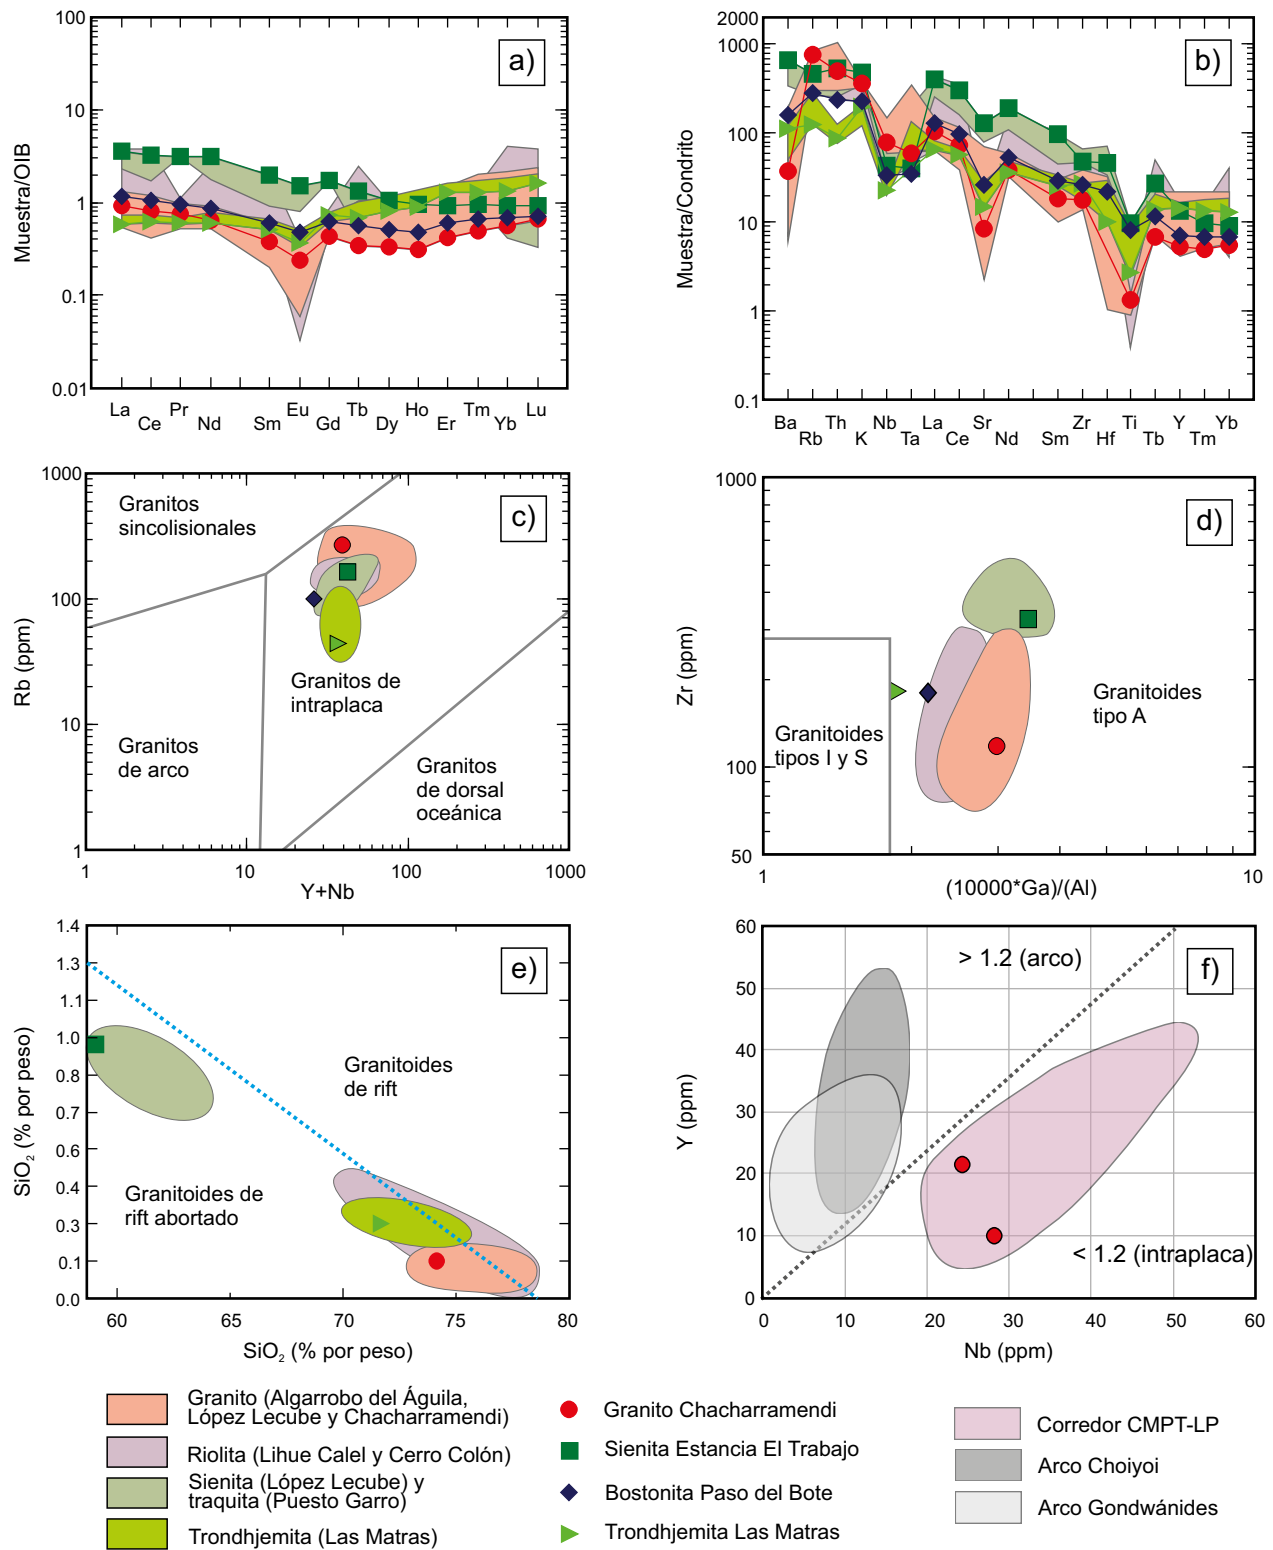 a)
100
10
1
0.1
0.01
Muestra/OIB
La Ce Pr Nd Sm Eu Gd Tb Dy Ho Er Tm Yb Lu
b)
2000
1000
100
10
1
0.1
Muestra/Condrito
Ba Rb Th K Nb Ta La Ce Sr Nd Sm Zr Hf Ti Tb Y Tm Yb
c)
1000
100
10
1
Rb (ppm)
Granitos
sincolisionales
Granitos de
intraplaca
Granitos
de arco
Granitos
de dorsal
oceánica
1 10 100 1000
Y+Nb
d)
1000
100
50
Zr (ppm)
Granitoides
tipo A
Granitoides
tipos I y S
1 10
(10000*Ga)/(Al)
e)
1.4
1.3
1.1
1.0
0.8
0.7
0.6
0.4
0.3
0.1
0.0
SiO₂ (% por peso)
Granitoides
de rift
Granitoides de
rift abortado
60 65 70 75 80
SiO₂ (% por peso)
f)
60
50
40
30
20
10
0
Y (ppm)
> 1.2 (arco)
< 1.2 (intraplaca)
0 10 20 30 40 50 60
Nb (ppm)
Granito (Algarrobo del Águila,
López Lecube y Chacharramendi)
Riolita (Lihue Calel y Cerro Colón)
Sienita (López Lecube) y
traquita (Puesto Garro)
Trondhjemita (Las Matras)
Granito Chacharramendi
Sienita Estancia El Trabajo
Bostonita Paso del Bote
Trondhjemita Las Matras
Corredor CMPT-LP
Arco Choiyoi
Arco Gondwánides